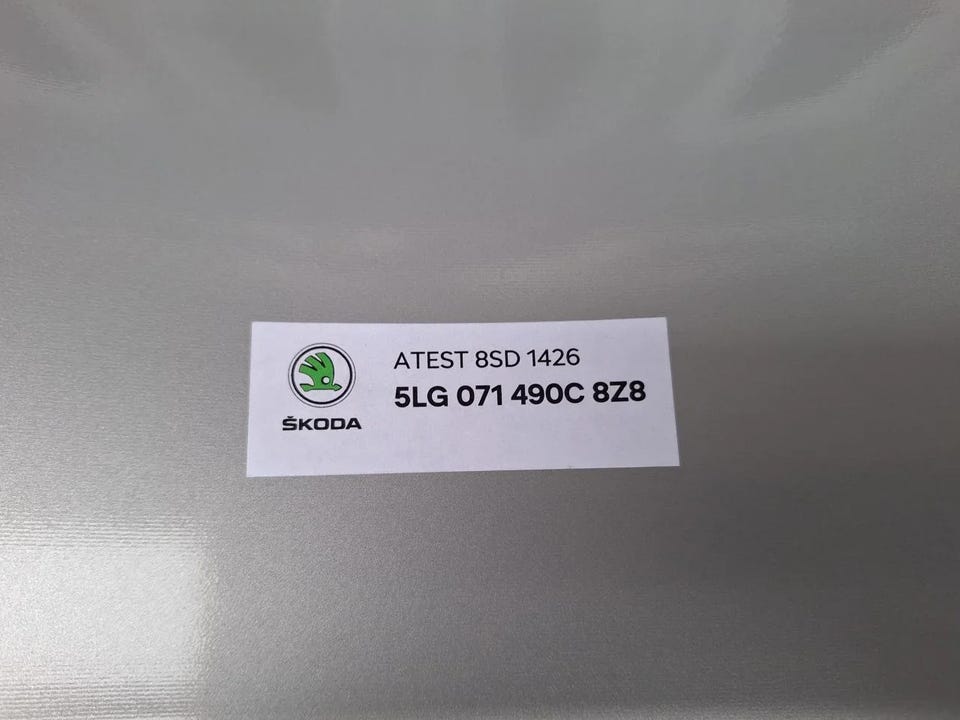 ATEST 8SD 1426
5LG 071 490C 8Z8
ŠKODA